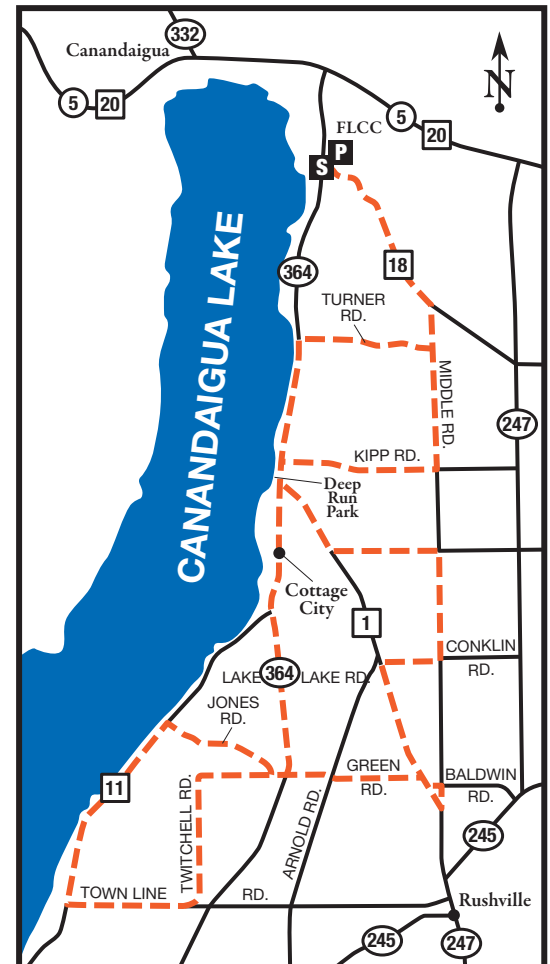 332
Canandaigua
5
20
N
FLCC
5
20
P
S
18
364
CANANDAIGUA LAKE
TURNER
RD.
MIDDLE RD.
247
KIPP RD.
Deep
Run
Park
Cottage
City
1
CONKLIN
RD.
LAKE
364
LAKE RD.
JONES
RD.
11
TWITCHELL RD.
GREEN
RD.
BALDWIN
RD.
ARNOLD RD.
245
TOWN LINE
RD.
Rushville
245
247